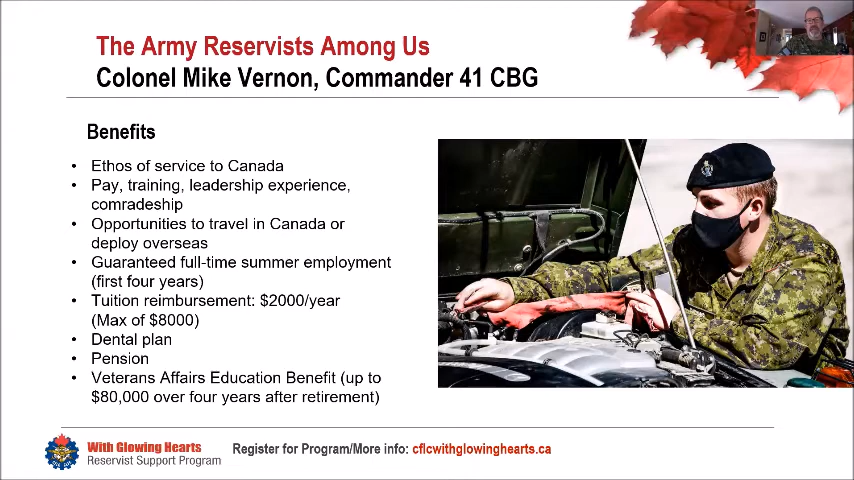 The Army Reservists Among Us
Colonel Mike Vernon, Commander 41 CBG
Benefits
• Ethos of service to Canada
• Pay, training, leadership experience,
comradeship
• Opportunities to travel in Canada or
deploy overseas
• Guaranteed full-time summer employment
(first four years)
• Tuition reimbursement: $2000/year
(Max of $8000)
• Dental plan
• Pension
• Veterans Affairs Education Benefit (up to
$80,000 over four years after retirement)
With Glowing Hearts
Reservist Support Program
Register for Program/More info: cflcwithglowinghearts.ca